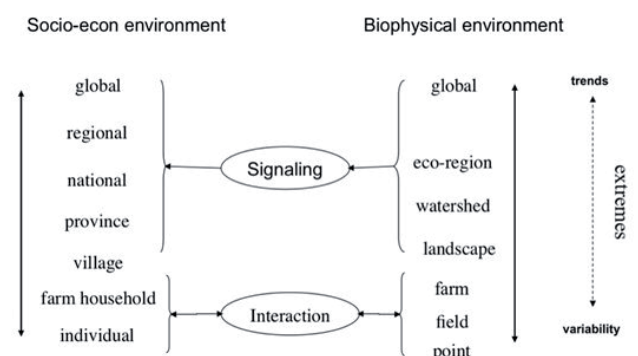 Socio-econ environment
Biophysical environment
global
regional
national
province
village
farm household
individual
Signaling
Interaction
global
eco-region
watershed
landscape
farm
field
point
trends
extremes
variability